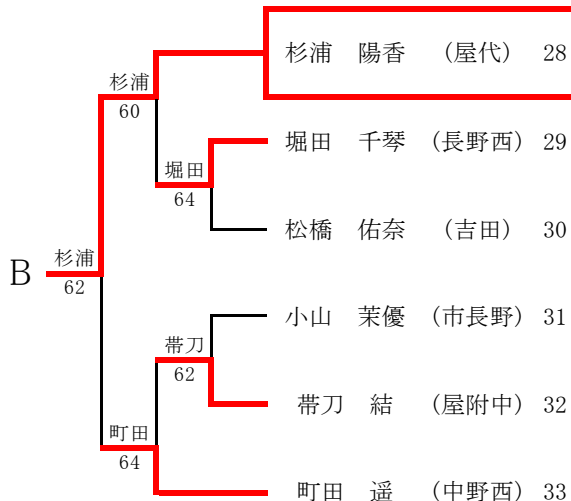 杉浦　陽香　（屋代）　28
杉浦
60
堀田　千琴　（長野西）　29
堀田
64
松橋　佑奈　（吉田）　30
B
杉浦
62
小山　茉優　（市長野）　31
帯刀
62
帯刀　結　（屋附中）　32
町田
64
町田　遥　（中野西）　33